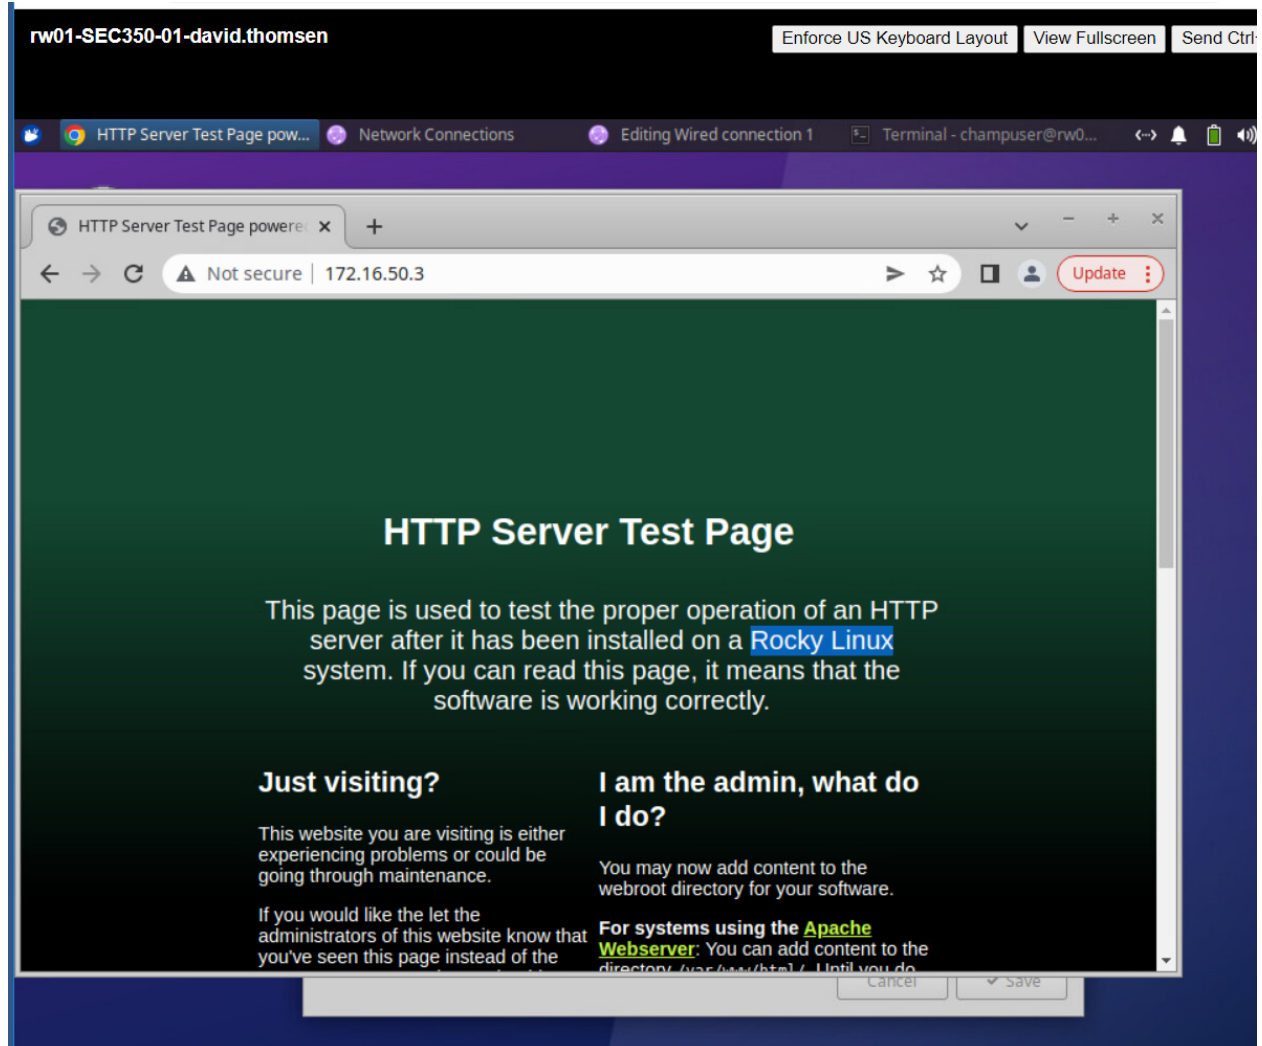 rw01-SEC350-01-david.thomsen
Enforce US Keyboard Layout View Fullscreen Send Ctrl
HTTP Server Test Page pow... Network Connections Editing Wired connection 1 Terminal - champuser@rw0...
HTTP Server Test Page powere
Not secure 172.16.50.3 Update
HTTP Server Test Page
This page is used to test the proper operation of an HTTP
server after it has been installed on a Rocky Linux
system. If you can read this page, it means that the
software is working correctly.
Just visiting?
This website you are visiting is either
experiencing problems or could be
going through maintenance.
If you would like the let the
administrators of this website know that
you've seen this page instead of the
I am the admin, what do
I do?
You may now add content to the
webroot directory for your software.
For systems using the Apache
Webserver: You can add content to the
directory /var/www/html/. Until you do
Cancel Save